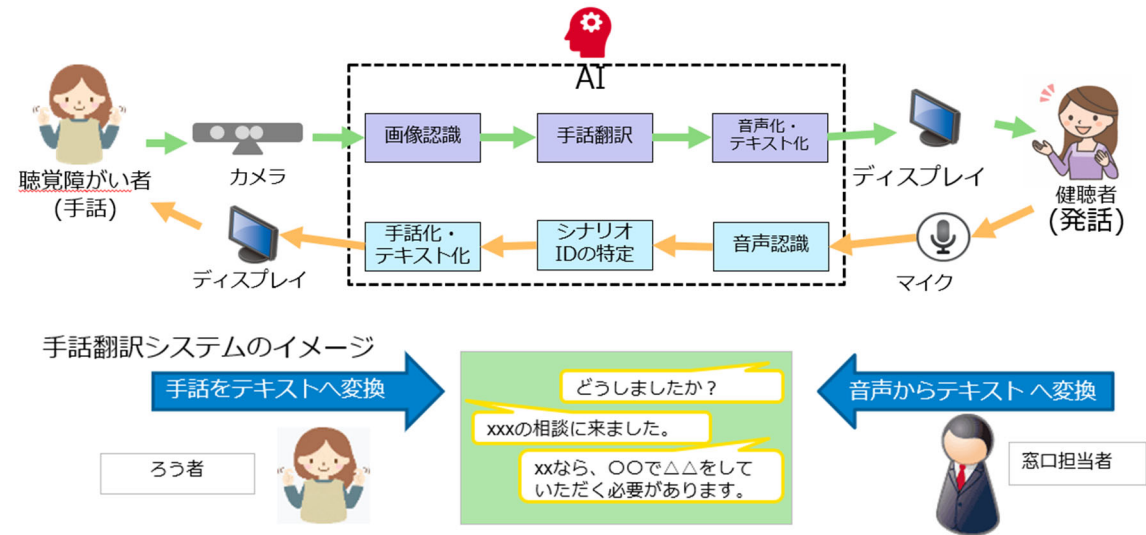 AI
画像認識
手話翻訳
音声化・
テキスト化
カメラ
ディスプレイ
聴覚障がい者
(手話)
健聴者
(発話)
手話化・
テキスト化
シナリオ
IDの特定
音声認識
ディスプレイ
マイク
手話翻訳システムのイメージ
手話をテキストへ変換
どうしましたか？
音声からテキスト へ変換
xxxの相談に来ました。
ろう者
xxなら、〇〇で△△をして
いただく必要があります。
窓口担当者